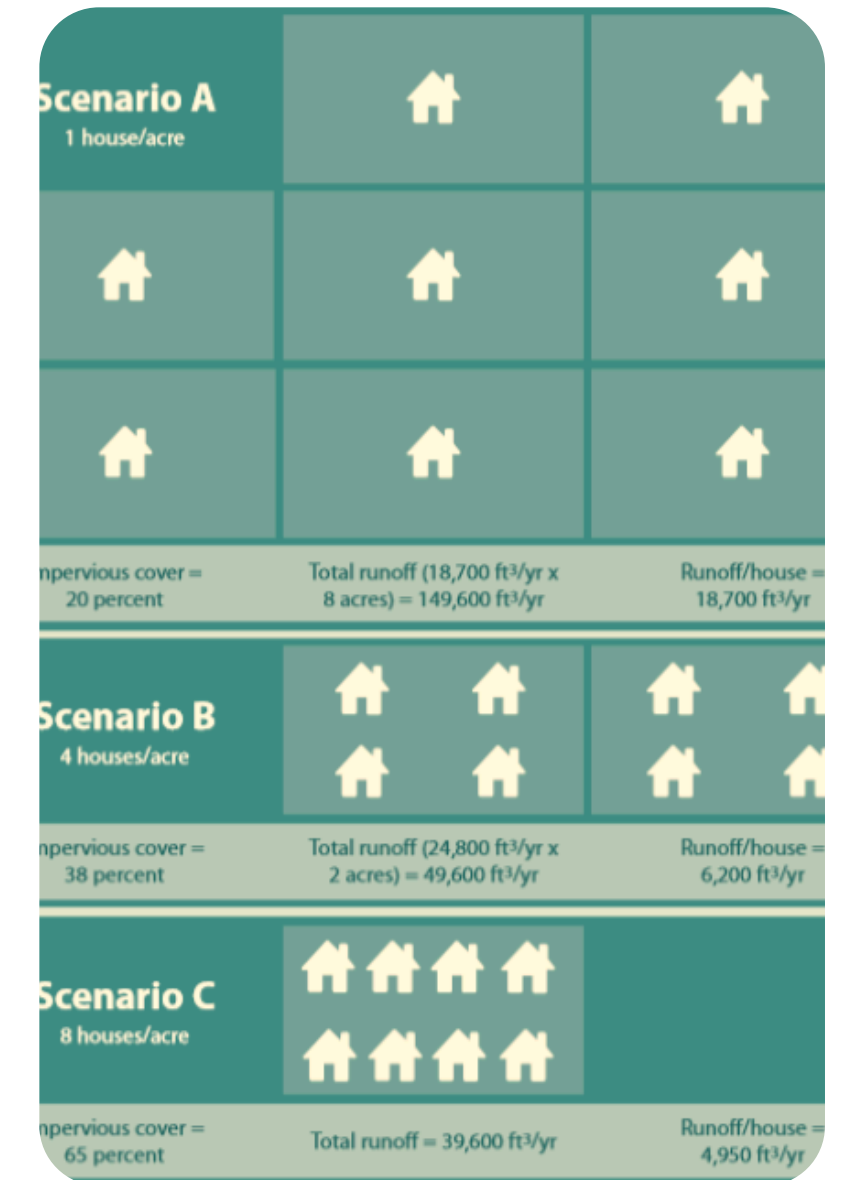 Scenario A
1 house/acre
mpervious cover =
20 percent
Total runoff (18,700 ft³/yr x
8 acres) = 149,600 ft³/yr
Runoff/house =
18,700 ft³/yr
Scenario B
4 houses/acre
mpervious cover =
38 percent
Total runoff (24,800 ft³/yr x
2 acres) = 49,600 ft³/yr
Runoff/house =
6,200 ft³/yr
Scenario C
8 houses/acre
mpervious cover =
65 percent
Total runoff = 39,600 ft³/yr
Runoff/house =
4,950 ft³/yr